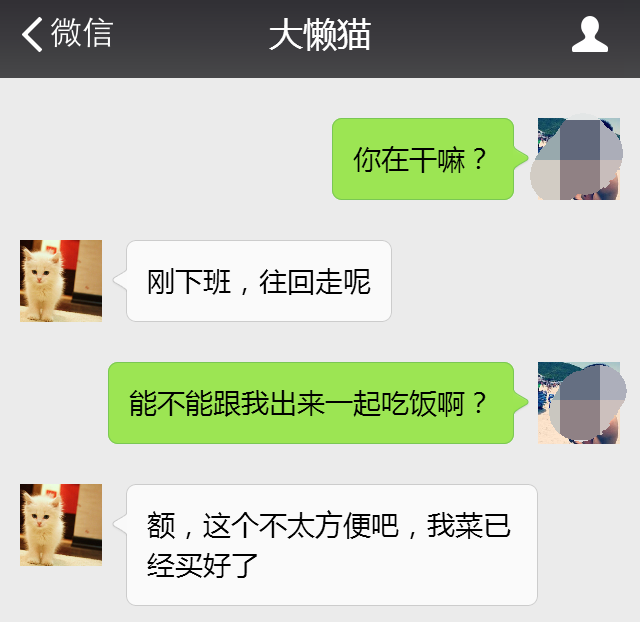 微信
大懒猫
你在干嘛？
刚下班，往回走呢
能不能跟我出来一起吃饭啊？
额，这个不太方便吧，我菜已
经买好了